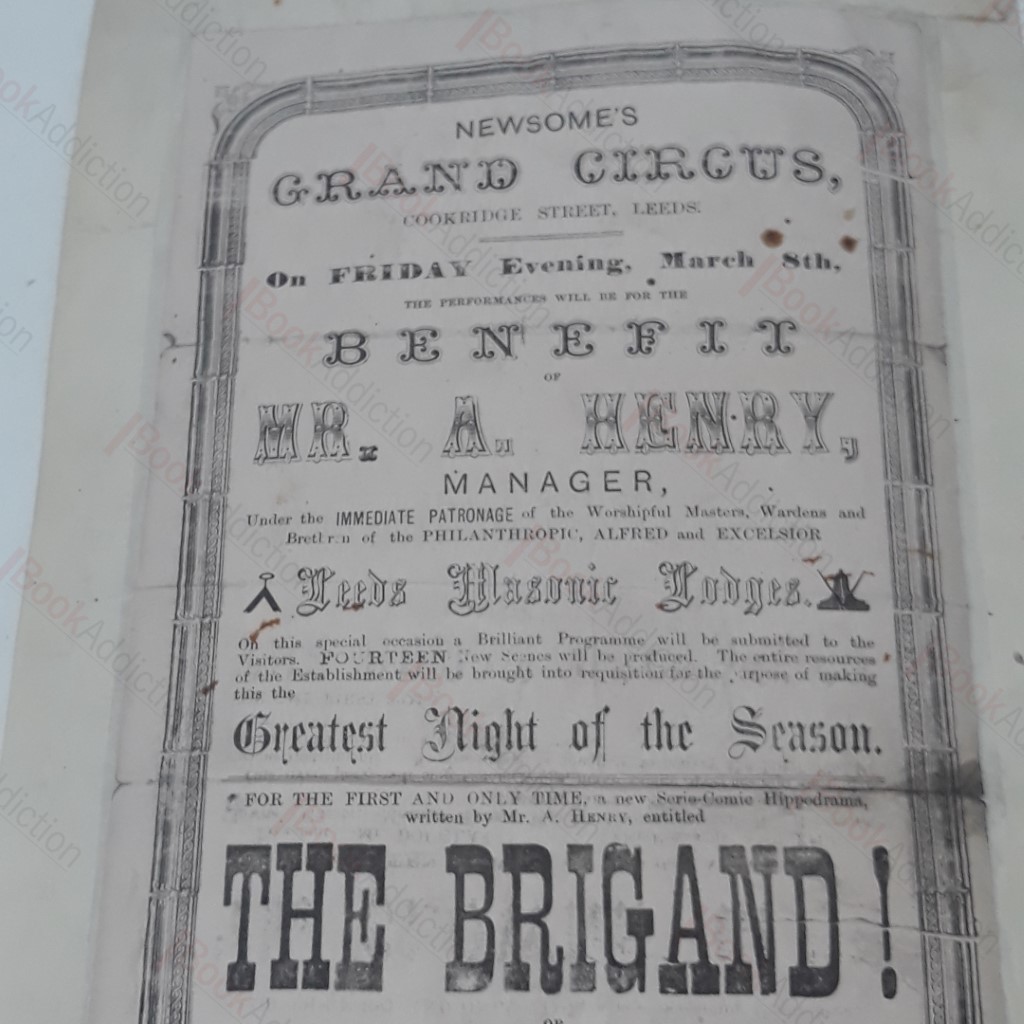 NEWSOME'S
GRAND CIRCUS,
COOKRIDGE STREET, LEEDS.
On FRIDAY Evening, March 8th,
THE PERFORMANCES WILL BE FOR THE
BENEFIT
OF
MR. A. HENRY,
MANAGER,
Under the IMMEDIATE PATRONAGE of the Worshipful Masters, Wardens and
of the PHILANTHROPIC, ALFRED and EXCELSIOR
Leeds Masonic Lodges.
On this special occasion a Brilliant Programme will be submitted to the
Visitors. FOURTEEN New Scenes will be produced. The entire resources
of the Establishment will be brought into requisition for the purpose of making
this the
Greatest Night of the Season.
FOR THE FIRST AND ONLY TIME, a new Serio-Comic Hippodrama,
written by Mr. A. HENRY, entitled
THE BRIGAND!
OR
BookAddiction